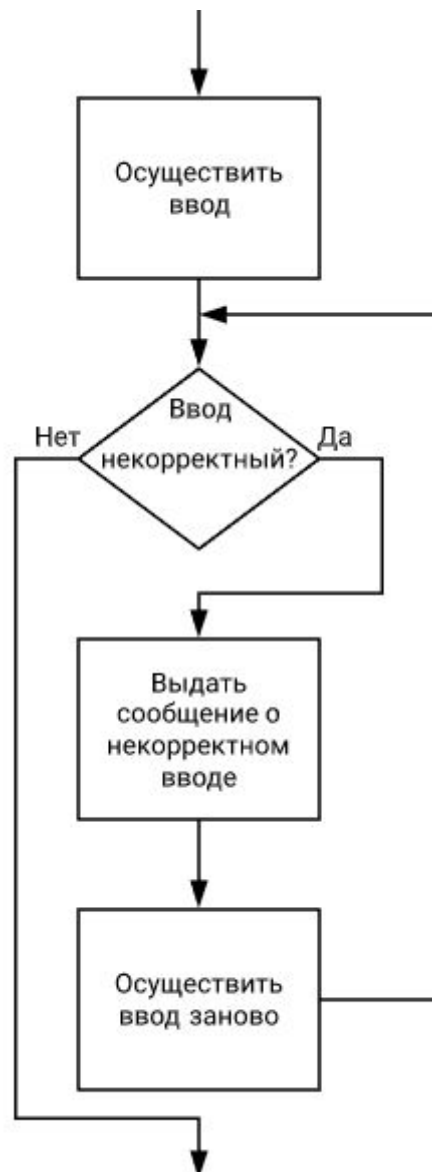 Осуществить
ввод
Ввод
Нет
некорректный?
Да
Выдать
сообщение о
некорректном
вводе
Осуществить
ввод заново